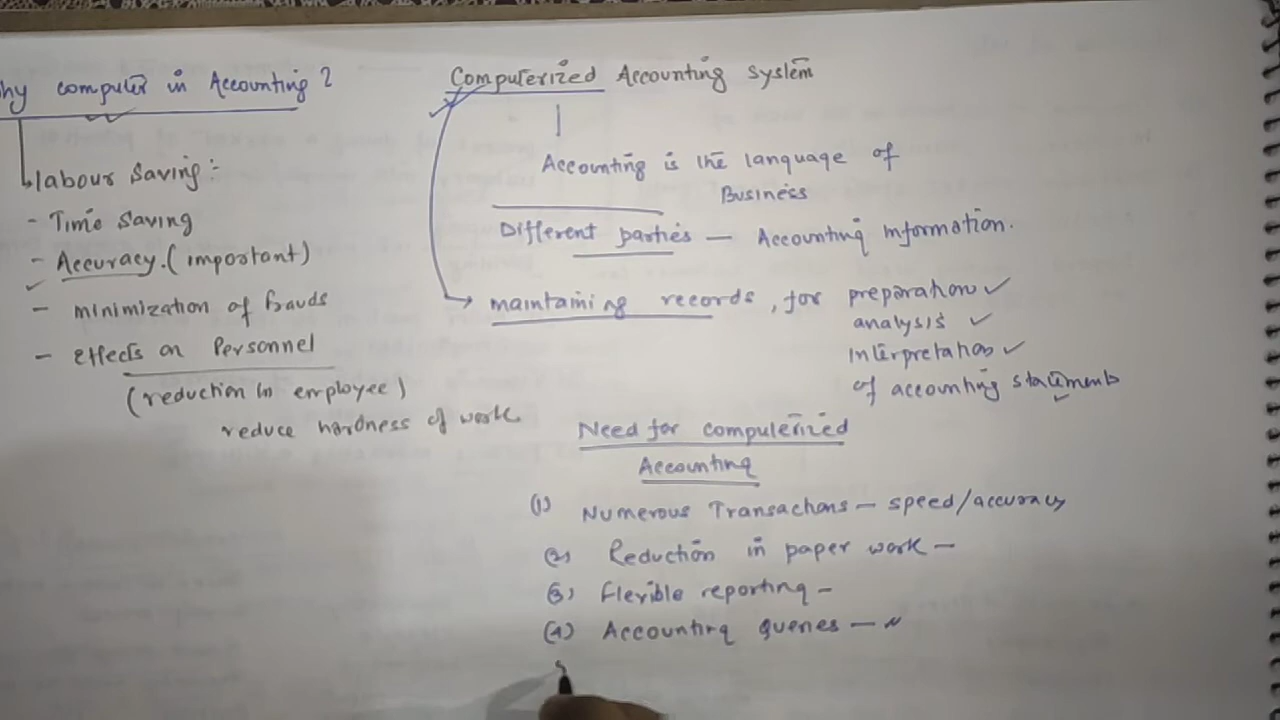 hy computer in Accounting?
labour saving:-
- Time saving
- Accuracy. (important)
- minimization of frauds
- effects on Personnel
(reduction in employee)
reduce hardness of work
Computerized Accounting system
Accounting is the language of
Business
Different parties — Accounting information.
maintaining records, for preparation
analysis
interpretation
of accounting statements
Need for computerized
Accounting
(1) Numerous Transactions — speed/accuracy
(2) Reduction in paper work —
(3) Flexible reporting —
(4) Accounting queries —